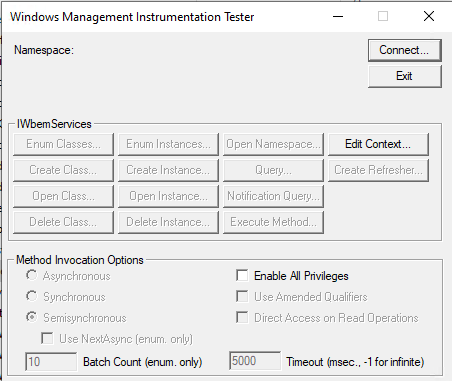 Windows Management Instrumentation Tester
Namespace:
Connect...
Exit
IWbemServices
Enum Classes... Enum Instances... Open Namespace... Edit Context...
Create Class... Create Instance... Query... Create Refresher...
Open Class... Open Instance... Notification Query...
Delete Class... Delete Instance... Execute Method...
Method Invocation Options
Asynchronous Enable All Privileges
Synchronous Use Amended Qualifiers
Semisynchronous Direct Access on Read Operations
Use NextAsync (enum. only)
10 Batch Count (enum. only) 5000 Timeout (msec., -1 for infinite)